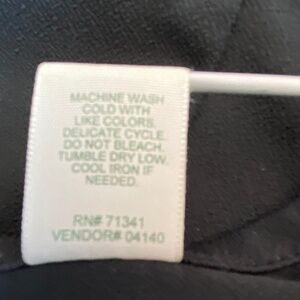 MACHINE WASH
COLD WITH
LIKE COLORS.
DELICATE CYCLE.
DO NOT BLEACH.
TUMBLE DRY LOW.
COOL IRON IF
NEEDED.
RN# 71341
VENDOR# 04140